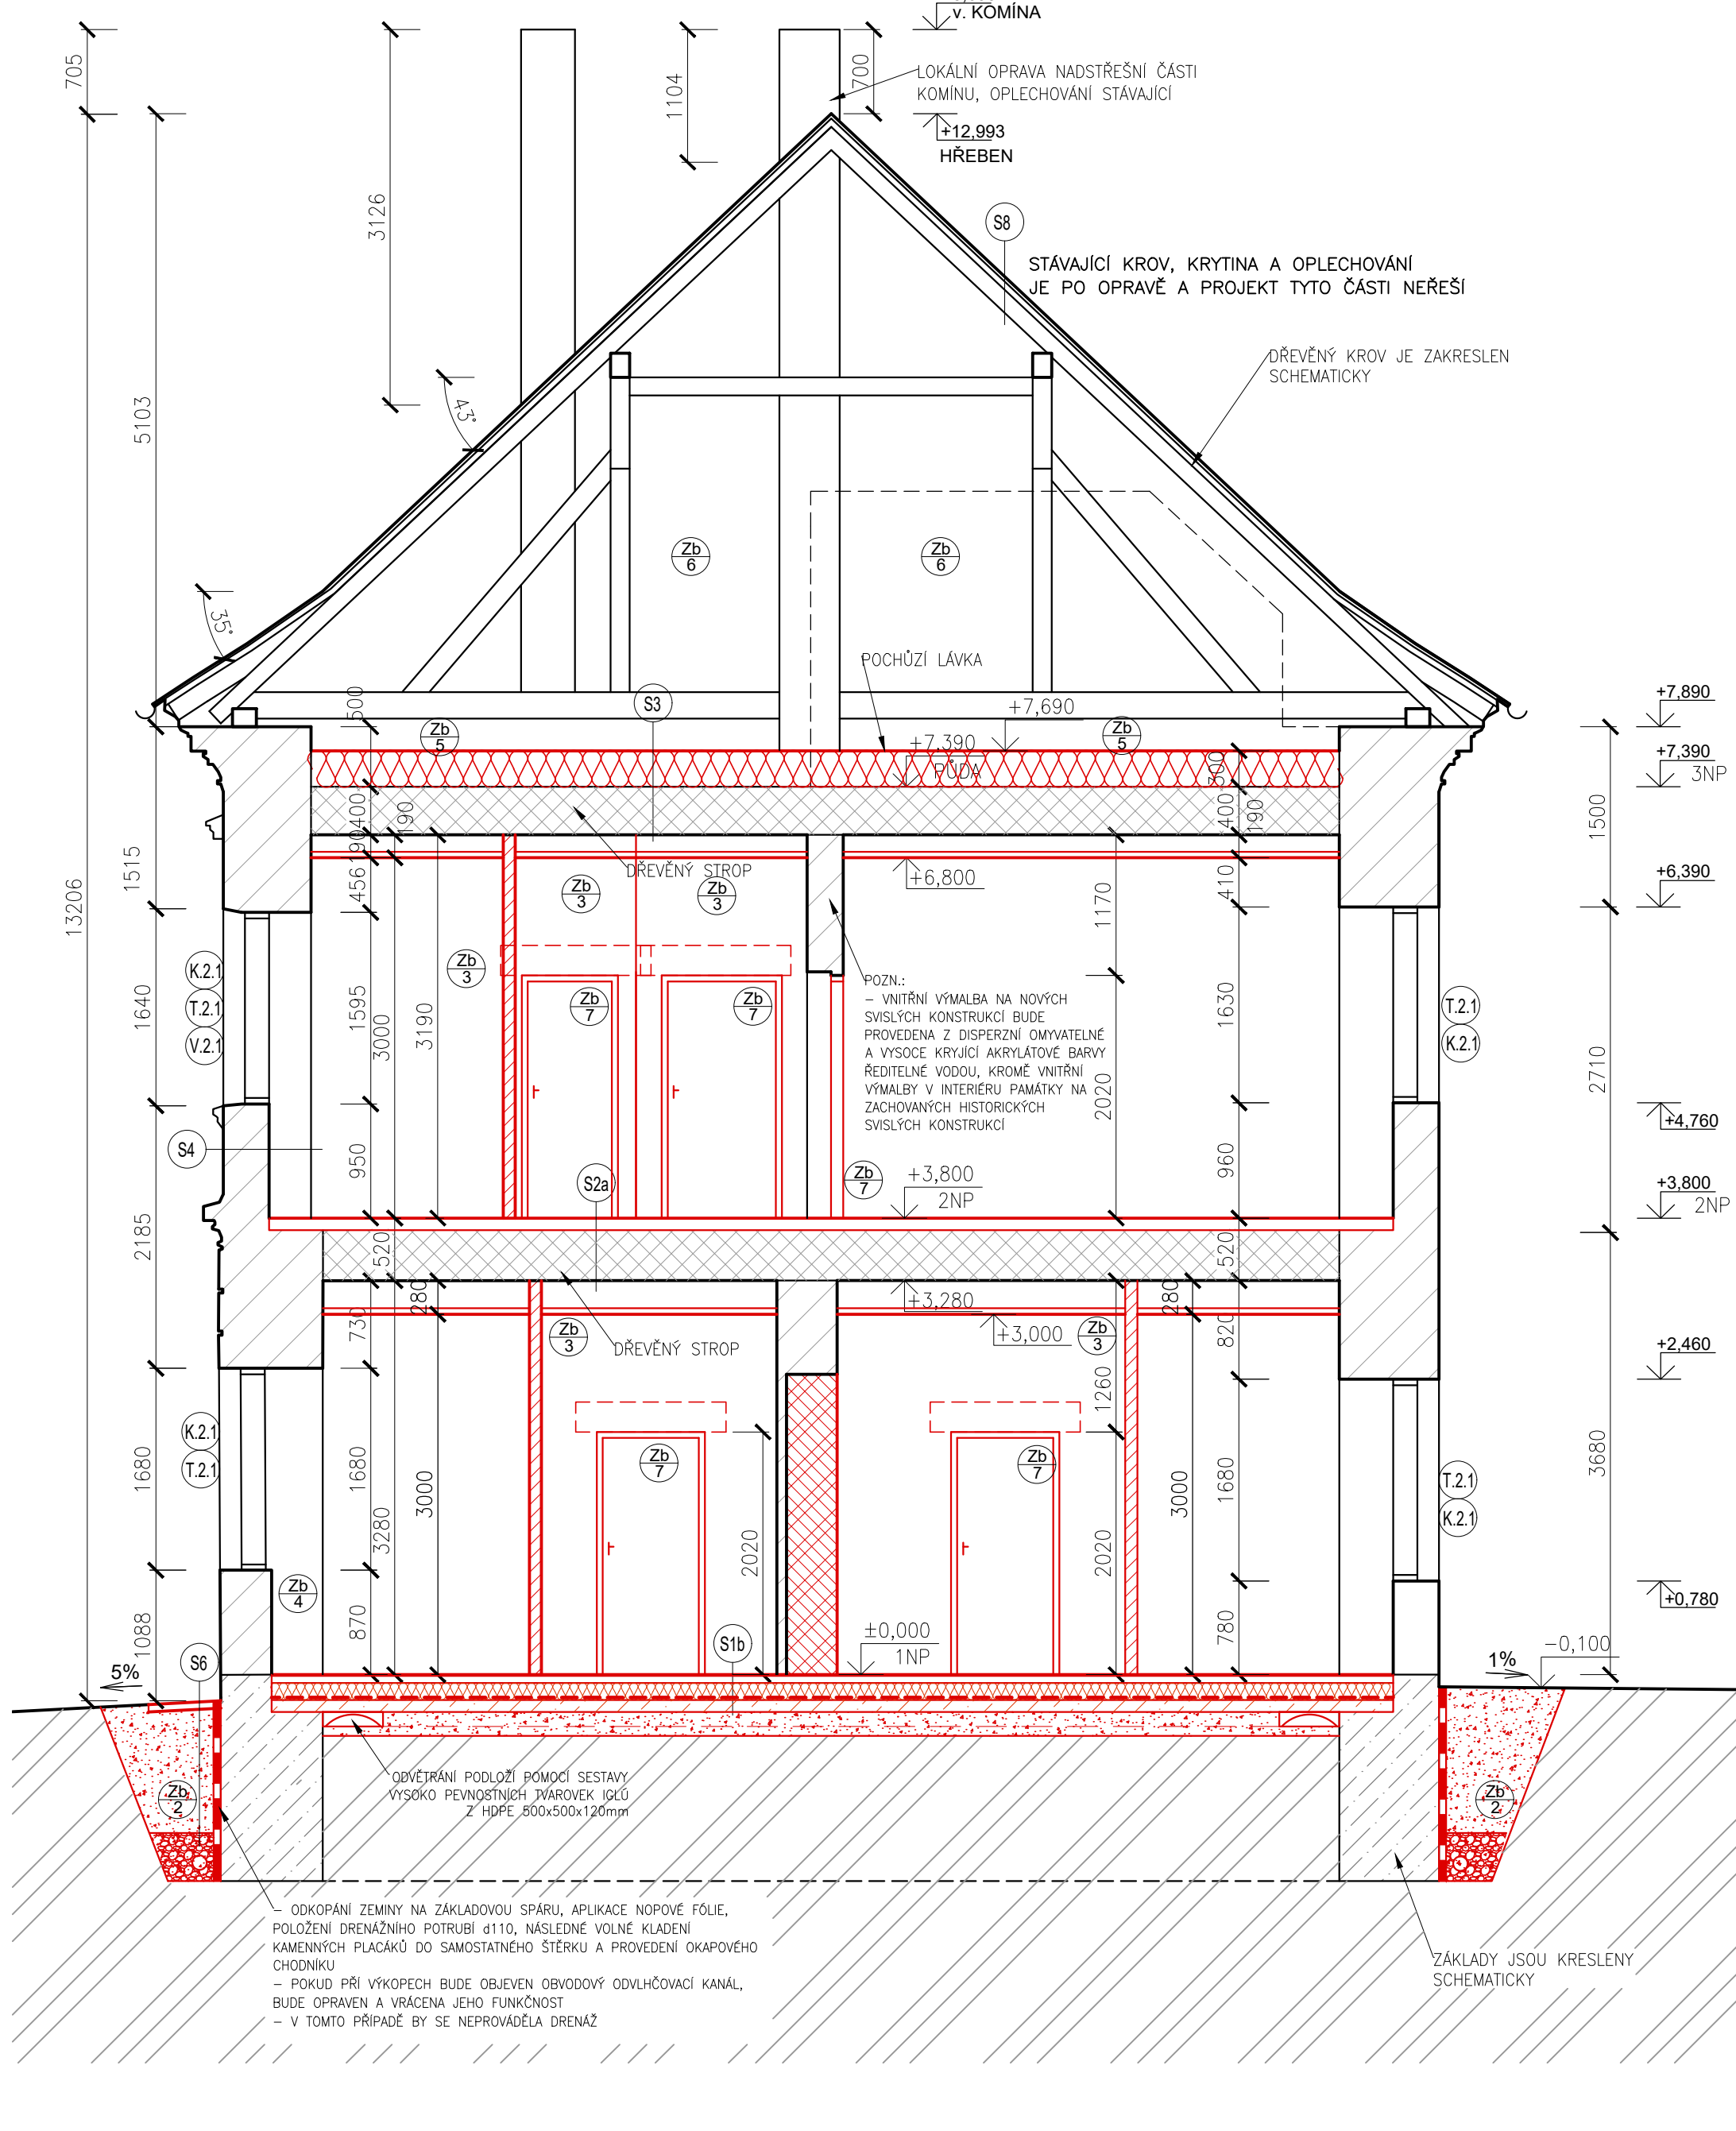 v. KOMÍNA
705
3126
1104
700
LOKÁLNÍ OPRAVA NADSTŘEŠNÍ ČÁSTI
KOMÍNU, OPLECHOVÁNÍ STÁVAJÍCÍ
+12,993
HŘEBEN
S8
STÁVAJÍCÍ KROV, KRYTINA A OPLECHOVÁNÍ
JE PO OPRAVĚ A PROJEKT TYTO ČÁSTI NEŘEŠÍ
DŘEVĚNÝ KROV JE ZAKRESLEN
SCHEMATICKY
5103
43°
35°
Zb
6
Zb
6
POCHŮZÍ LÁVKA
S3
500
+7,690
Zb
5
Zb
5
+7,390
PŮDA
300
+7,890
+7,390
3NP
400
190
190
400
190
1500
13206
1515
456
DŘEVĚNÝ STROP
+6,800
410
1170
+6,390
Zb
3
Zb
3
Zb
3
K.2.1
T.2.1
V.2.1
1640
1595
3000
3190
Zb
7
Zb
7
POZN.:
– VNITŘNÍ VÝMALBA NA NOVÝCH
SVISLÝCH KONSTRUKCÍ BUDE
PROVEDENA Z DISPERZNÍ OMYVATELNÉ
A VYSOCE KRYJÍCÍ AKRYLÁTOVÉ BARVY
ŘEDITELNÉ VODOU, KROMĚ VNITŘNÍ
VÝMALBY V INTERIÉRU PAMÁTKY NA
ZACHOVANÝCH HISTORICKÝCH
SVISLÝCH KONSTRUKCÍ
2020
1630
T.2.1
K.2.1
2710
+4,760
S4
950
S2a
Zb
7
+3,800
2NP
960
+3,800
2NP
2185
520
520
280
730
+3,280
280
820
Zb
3
DŘEVĚNÝ STROP
+3,000
Zb
3
+2,460
1260
K.2.1
T.2.1
1680
1680
3280
3000
Zb
7
2020
Zb
7
2020
3000
1680
T.2.1
K.2.1
3680
Zb
4
870
1088
S6
5%
S1b
±0,000
1NP
780
+0,780
1%
–0,100
ODVĚTRÁNÍ PODLOŽÍ POMOCÍ SESTAVY
VYSOKO PEVNOSTNÍCH TVAROVEK IGLŮ
Z HDPE 500x500x120mm
Zb
2
Zb
2
– ODKOPÁNÍ ZEMINY NA ZÁKLADOVOU SPÁRU, APLIKACE NOPOVÉ FÓLIE,
POLOŽENÍ DRENÁŽNÍHO POTRUBÍ d110, NÁSLEDNÉ VOLNÉ KLADENÍ
KAMENNÝCH PLACÁKŮ DO SAMOSTATNÉHO ŠTĚRKU A PROVEDENÍ OKAPOVÉHO
CHODNÍKU
– POKUD PŘÍ VÝKOPECH BUDE OBJEVEN OBVODOVÝ ODVLHČOVACÍ KANÁL,
BUDE OPRAVEN A VRÁCENA JEHO FUNKČNOST
– V TOMTO PŘÍPADĚ BY SE NEPROVÁDĚLA DRENÁŽ
ZÁKLADY JSOU KRESLENY
SCHEMATICKY